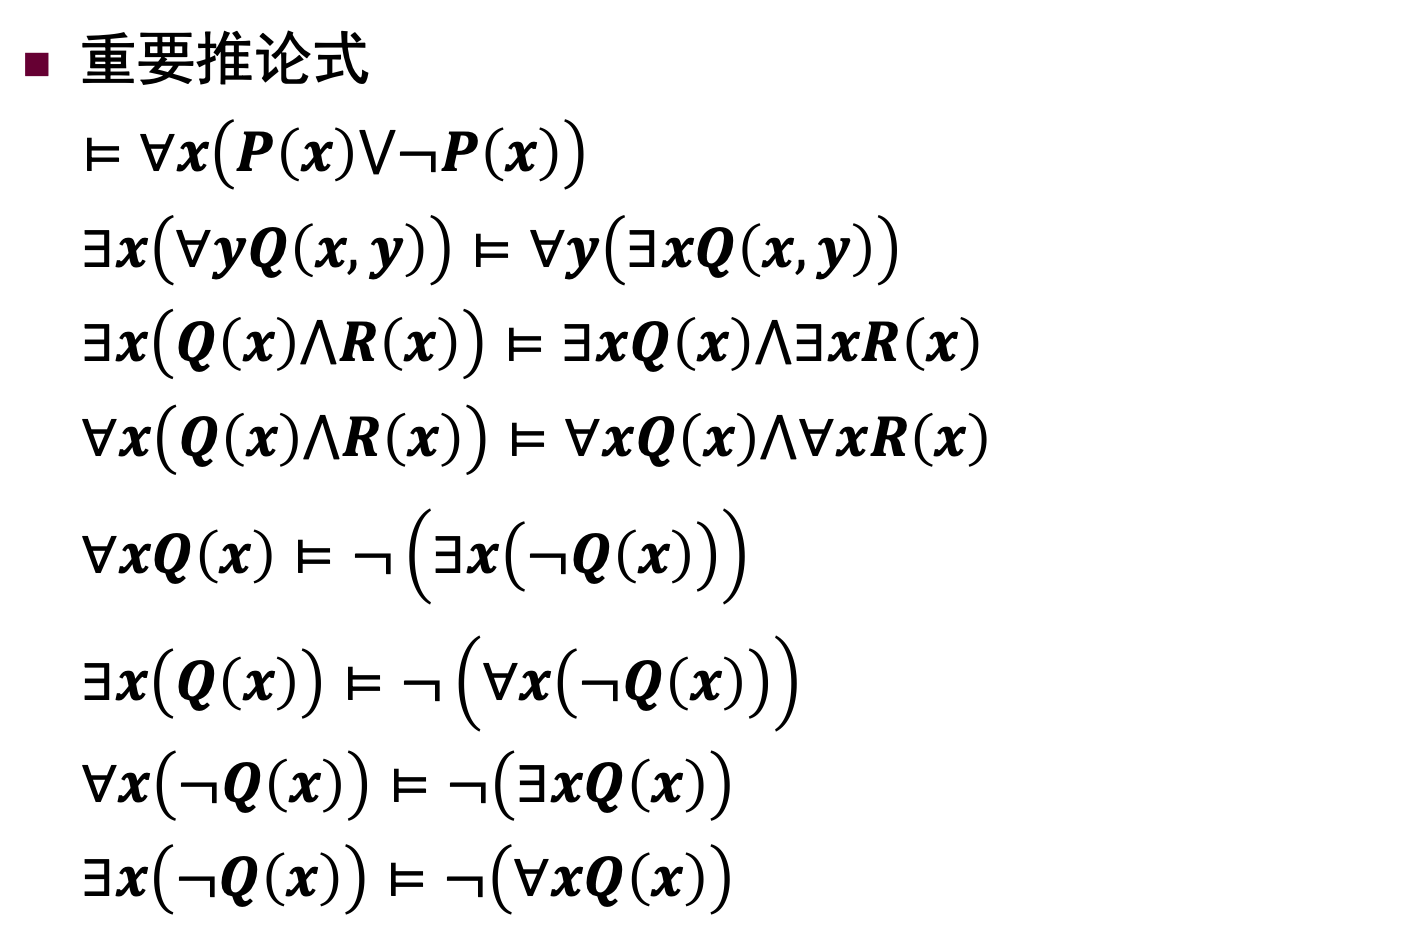 ■ 重要推论式
⊨ ∀x(P(x)⋁¬P(x))
∃x(∀yQ(x,y)) ⊨ ∀y(∃xQ(x,y))
∃x(Q(x)⋀R(x)) ⊨ ∃xQ(x)⋀∃xR(x)
∀x(Q(x)⋀R(x)) ⊨ ∀xQ(x)⋀∀xR(x)
∀xQ(x) ⊨ ¬(∃x(¬Q(x)))
∃x(Q(x)) ⊨ ¬(∀x(¬Q(x)))
∀x(¬Q(x)) ⊨ ¬(∃xQ(x))
∃x(¬Q(x)) ⊨ ¬(∀xQ(x))